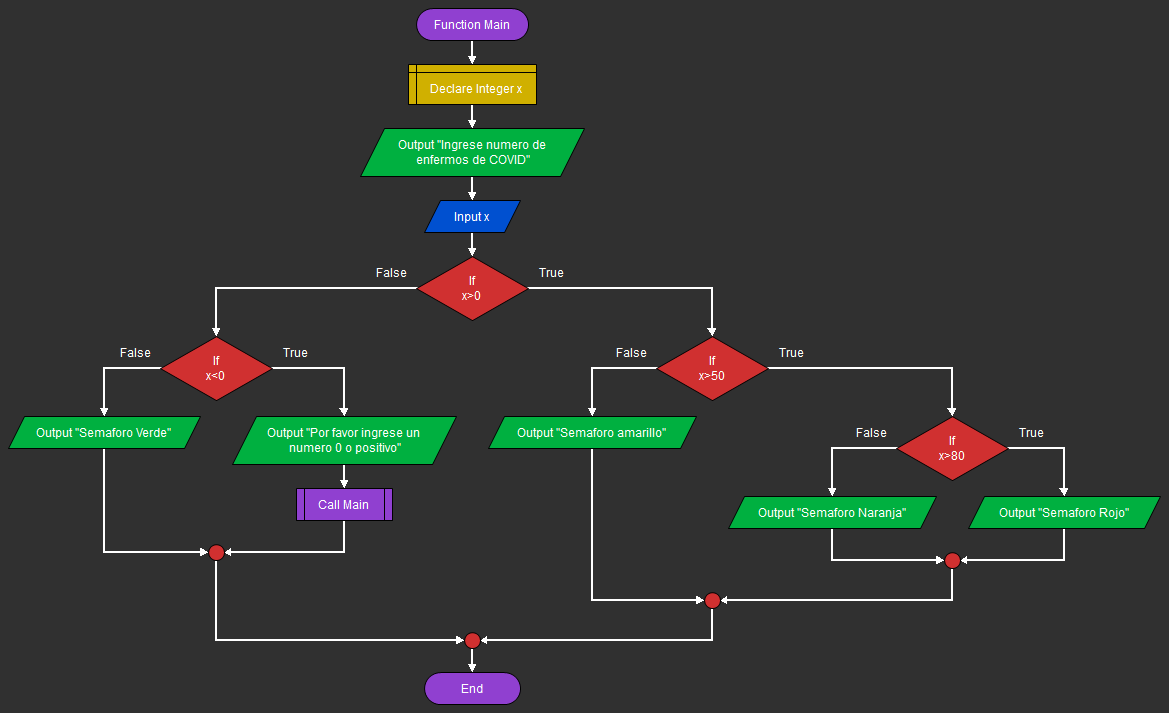 Function Main
Declare Integer x
Output "Ingrese numero de
enfermos de COVID"
Input x
If
x>0
False
True
If
x<0
False
True
Output "Semaforo Verde"
Output "Por favor ingrese un
numero 0 o positivo"
Call Main
If
x>50
False
True
Output "Semaforo amarillo"
If
x>80
False
True
Output "Semaforo Naranja"
Output "Semaforo Rojo"
End